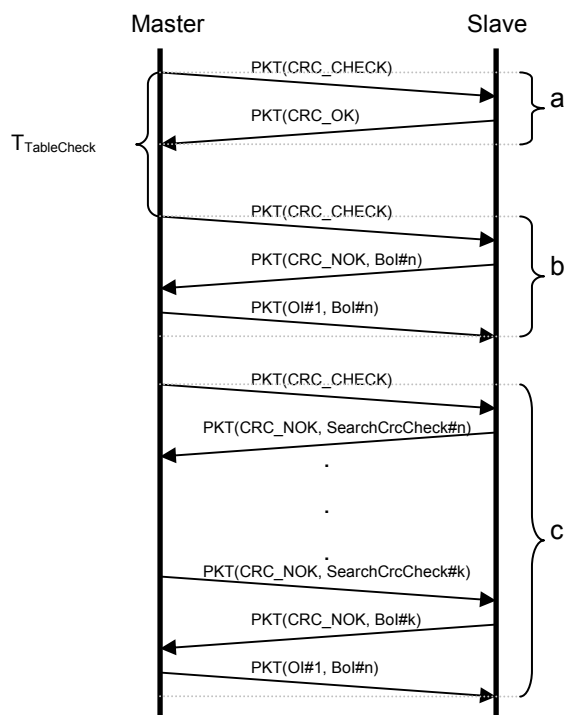 Master Slave
PKT(CRC_CHECK)
a
PKT(CRC_OK)
TTableCheck
PKT(CRC_CHECK)
PKT(CRC_NOK, BoI#n)
b
PKT(OI#1, BoI#n)
PKT(CRC_CHECK)
PKT(CRC_NOK, SearchCrcCheck#n)
.
.
c
.
PKT(CRC_NOK, SearchCrcCheck#k)
PKT(CRC_NOK, BoI#k)
PKT(OI#1, BoI#n)